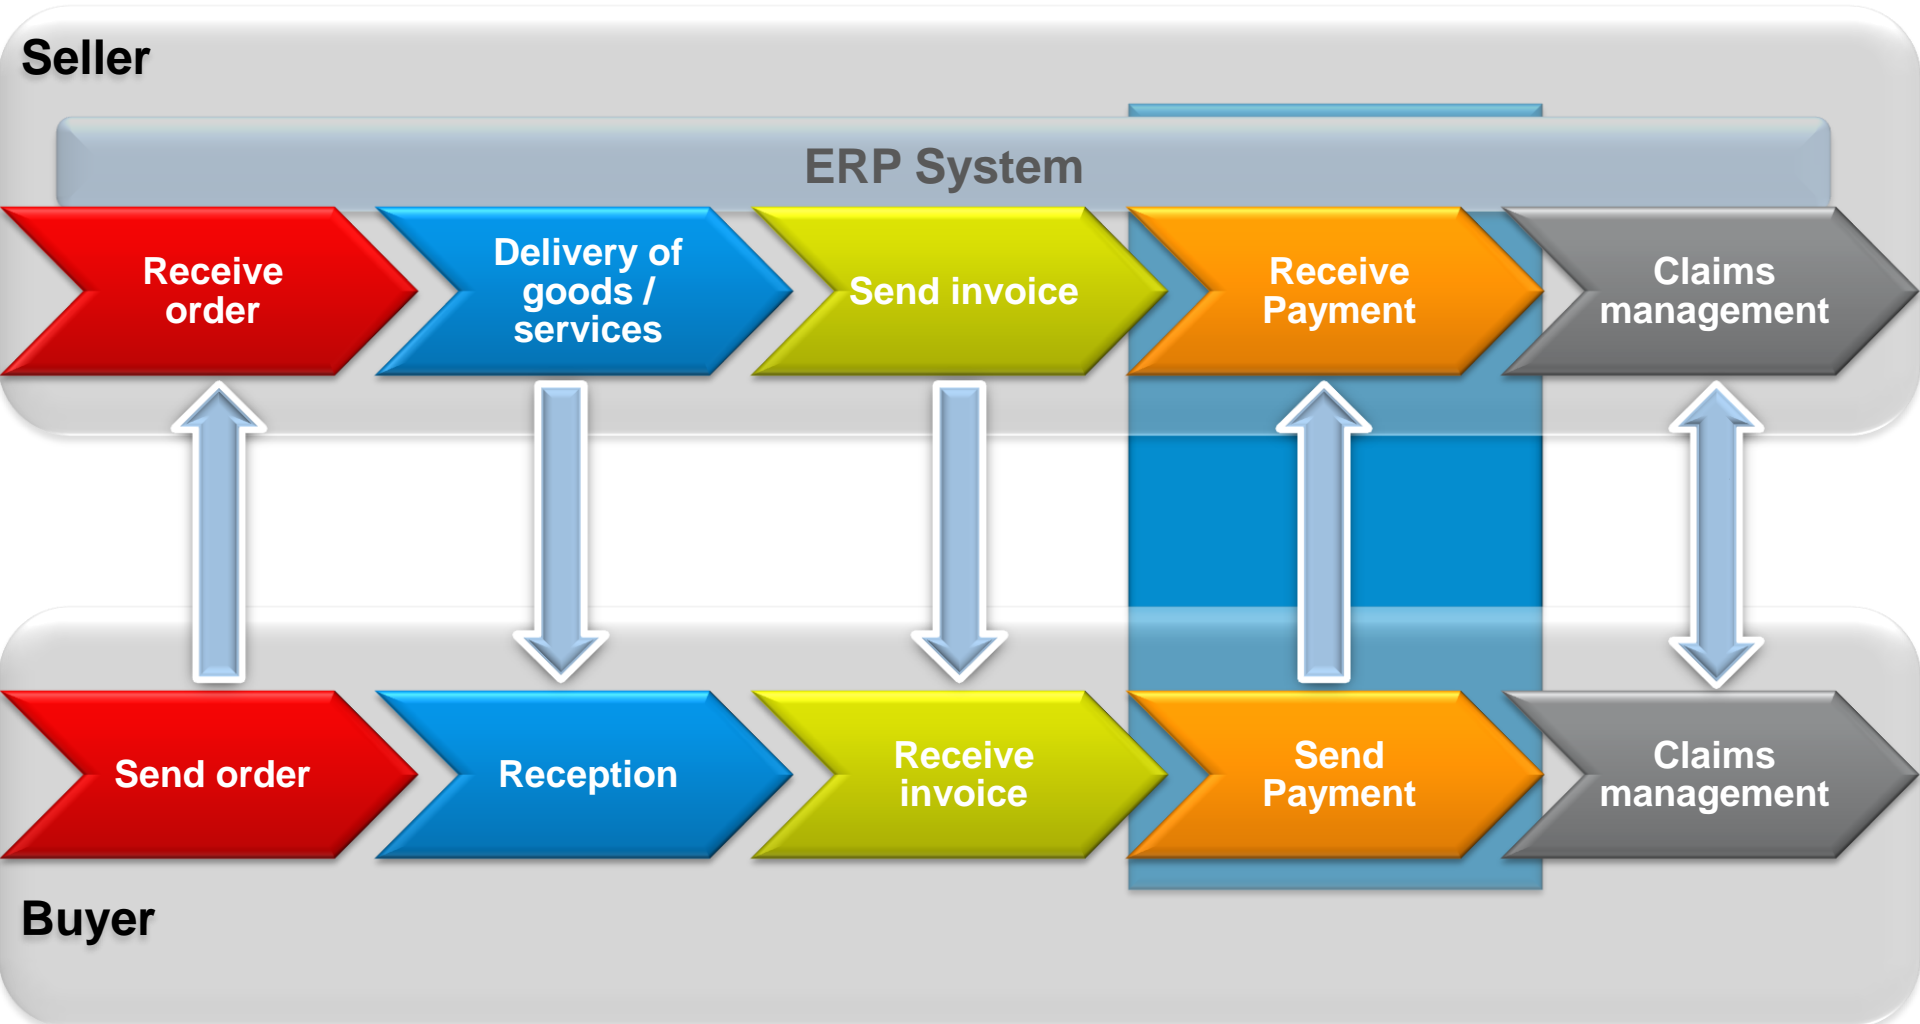 Seller
ERP System
Receive
order
Delivery of
goods /
services
Send invoice
Receive
Payment
Claims
management
Send order
Reception
Receive
invoice
Send
Payment
Claims
management
Buyer